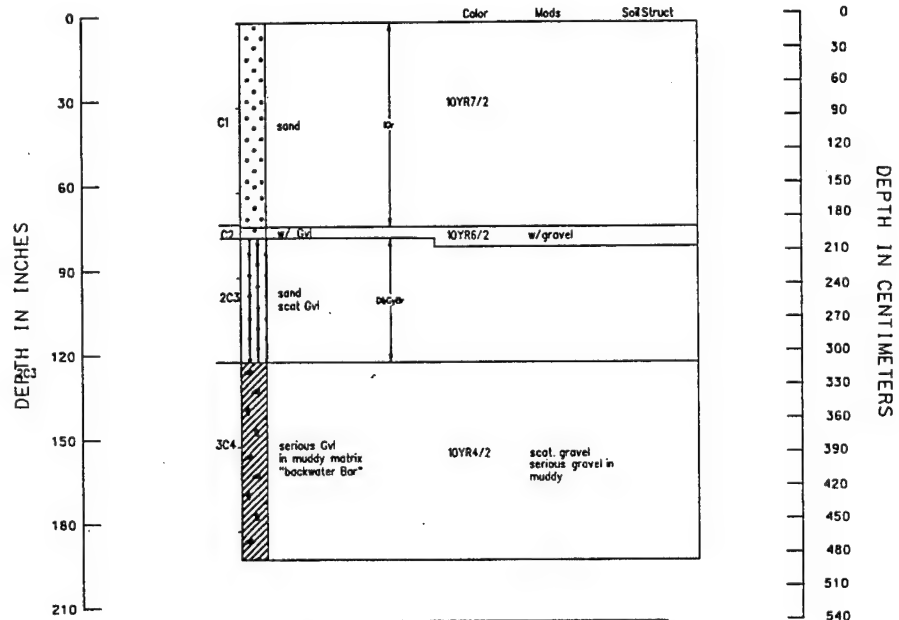 Color Mods Soil Struct
0
30
60
90
120
150
180
210
DEPTH IN INCHES
C1
sand
10YR7/2
C2
w/ Gvl
10YR6/2
w/gravel
2C3
sand
scat Gvl
DkGyBr
3C4
serious Gvl
in muddy matrix
"backwater Bar"
10YR4/2
scat. gravel
serious gravel in
muddy
0
30
60
90
120
150
180
210
240
270
300
330
360
390
420
450
480
510
540
DEPTH IN CENTIMETERS